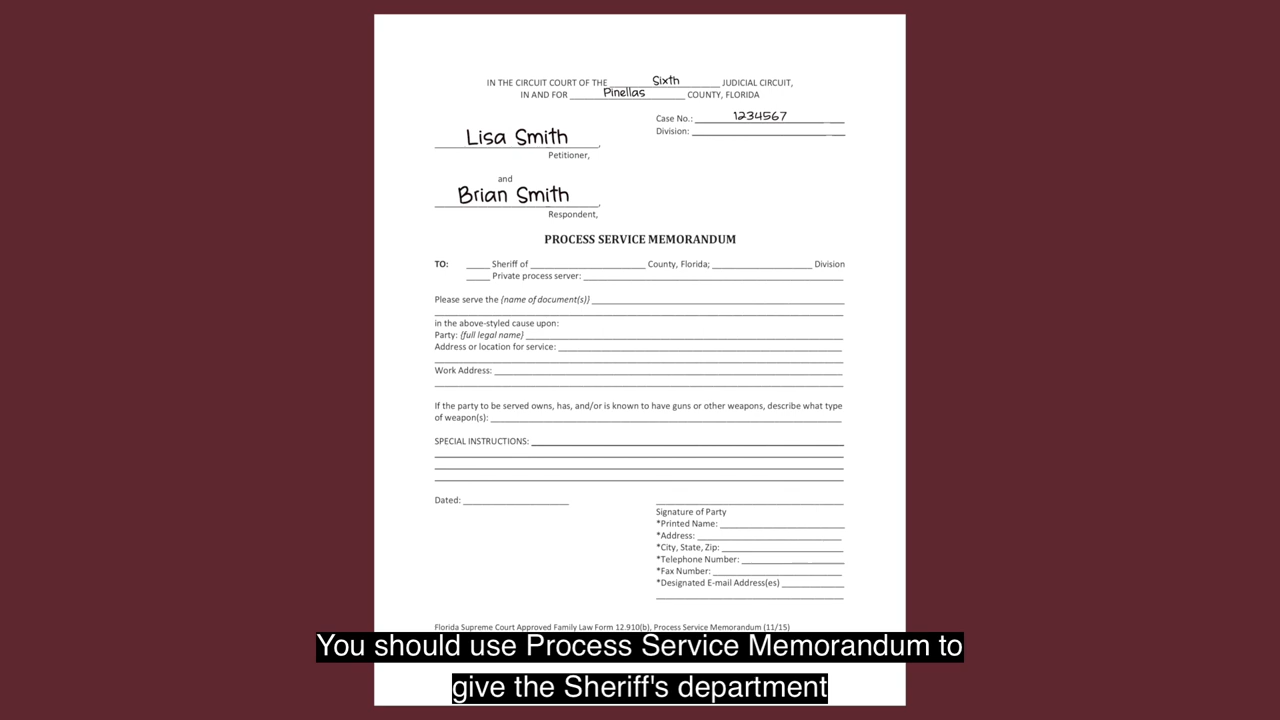 IN THE CIRCUIT COURT OF THE Sixth JUDICIAL CIRCUIT,
IN AND FOR Pinellas COUNTY, FLORIDA
Case No.: 1234567
Division:
Lisa Smith
Petitioner,
and
Brian Smith
Respondent,
PROCESS SERVICE MEMORANDUM
TO: Sheriff of County, Florida; Division
Private process server:
Please serve the {name of document(s)}
in the above-styled cause upon:
Party: {full legal name}
Address or location for service:
Work Address:
If the party to be served owns, has, and/or is known to have guns or other weapons, describe what type
of weapon(s):
SPECIAL INSTRUCTIONS:
Dated:
Signature of Party
*Printed Name:
*Address:
*City, State, Zip:
*Telephone Number:
*Fax Number:
*Designated E-mail Address(es)
Florida Supreme Court Approved Family Law Form 12.910(b), Process Service Memorandum (11/15)
You should use Process Service Memorandum to
give the Sheriff's department